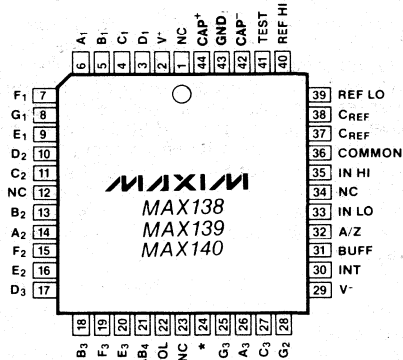 A1
B1
C1
D1
V+
NC
CAP+
GND
CAP-
TEST
REF HI
6
5
4
3
2
1
44
43
42
41
40
F1 7
G1 8
E1 9
D2 10
C2 11
NC 12
B2 13
A2 14
F2 15
E2 16
D3 17
MAXIM
MAX138
MAX139
MAX140
39 REF LO
38 CREF
37 CREF
36 COMMON
35 IN HI
34 NC
33 IN LO
32 A/Z
31 BUFF
30 INT
29 V-
18
19
20
21
22
23
24
25
26
27
28
B3
F3
E3
AB4
POL
NC
*
G3
A3
C3
G2